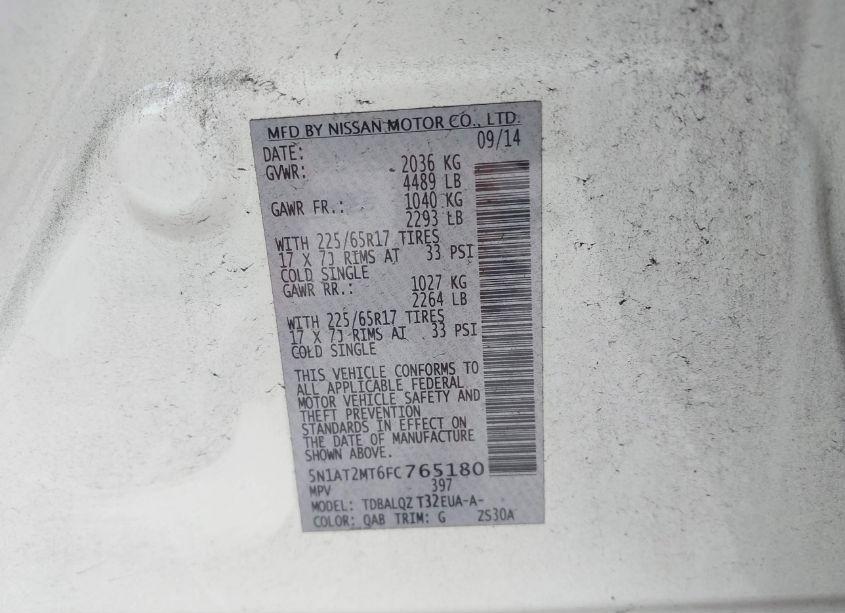 MFD BY NISSAN MOTOR CO., LTD.
DATE: 09/14
GVWR: 2036 KG
4489 LB
GAWR FR.: 1040 KG
2293 LB
WITH 225/65R17 TIRES
17 X 7J RIMS AT 33 PSI
COLD SINGLE
GAWR RR.: 1027 KG
2264 LB
WITH 225/65R17 TIRES
17 X 7J RIMS AT 33 PSI
COLD SINGLE
THIS VEHICLE CONFORMS TO
ALL APPLICABLE FEDERAL
MOTOR VEHICLE SAFETY AND
THEFT PREVENTION
STANDARDS IN EFFECT ON
THE DATE OF MANUFACTURE
SHOWN ABOVE.
5N1AT2MT6FC765180
MPV 397
MODEL: TDBALQZ T32EUA-A-
COLOR: QAB TRIM: G ZS30A